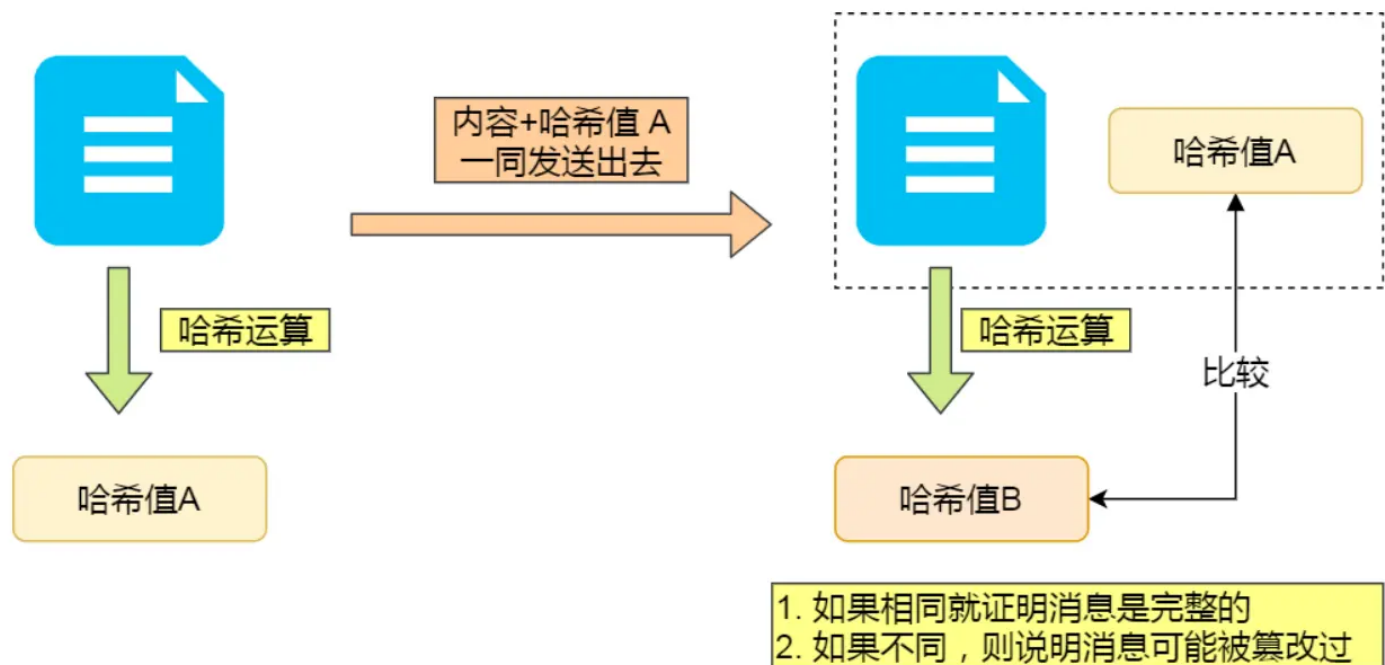 内容+哈希值 A
一同发送出去
哈希值A
哈希运算
哈希运算
比较
哈希值A
哈希值B
1. 如果相同就证明消息是完整的
2. 如果不同，则说明消息可能被篡改过